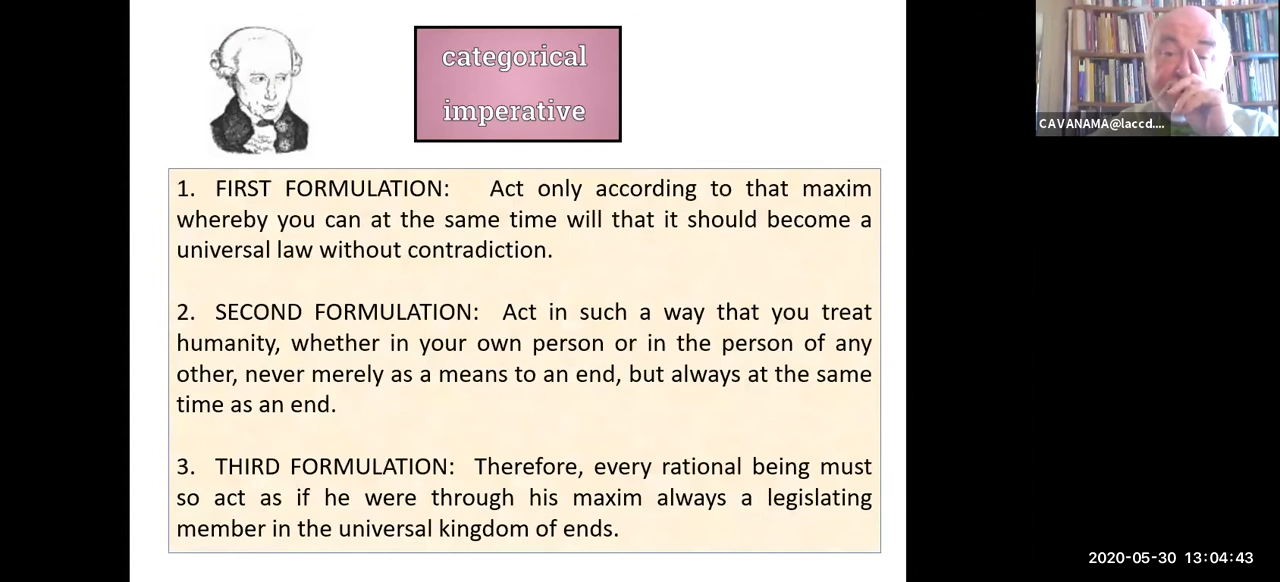 categorical
imperative
CAVANAMA@laccd....
1. FIRST FORMULATION: Act only according to that maxim
whereby you can at the same time will that it should become a
universal law without contradiction.
2. SECOND FORMULATION: Act in such a way that you treat
humanity, whether in your own person or in the person of any
other, never merely as a means to an end, but always at the same
time as an end.
3. THIRD FORMULATION: Therefore, every rational being must
so act as if he were through his maxim always a legislating
member in the universal kingdom of ends.
2020-05-30 13:04:43